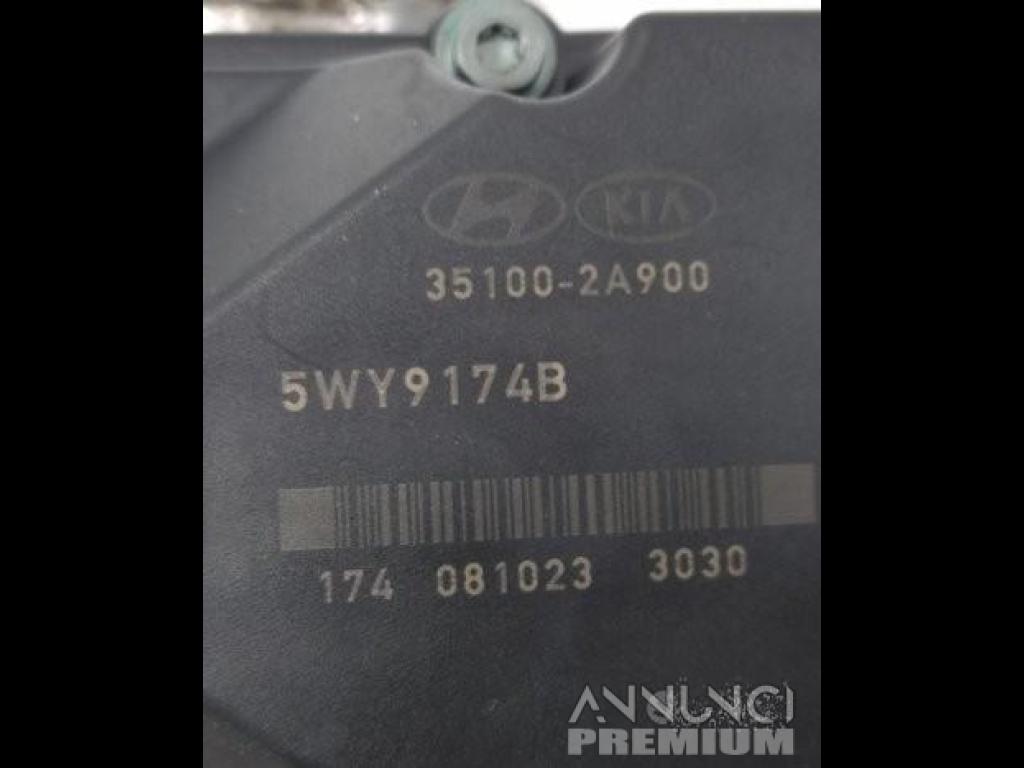 KIA
35100-2A900
5WY9174B
174 081023 3030
ANNUNCI
PREMIUM